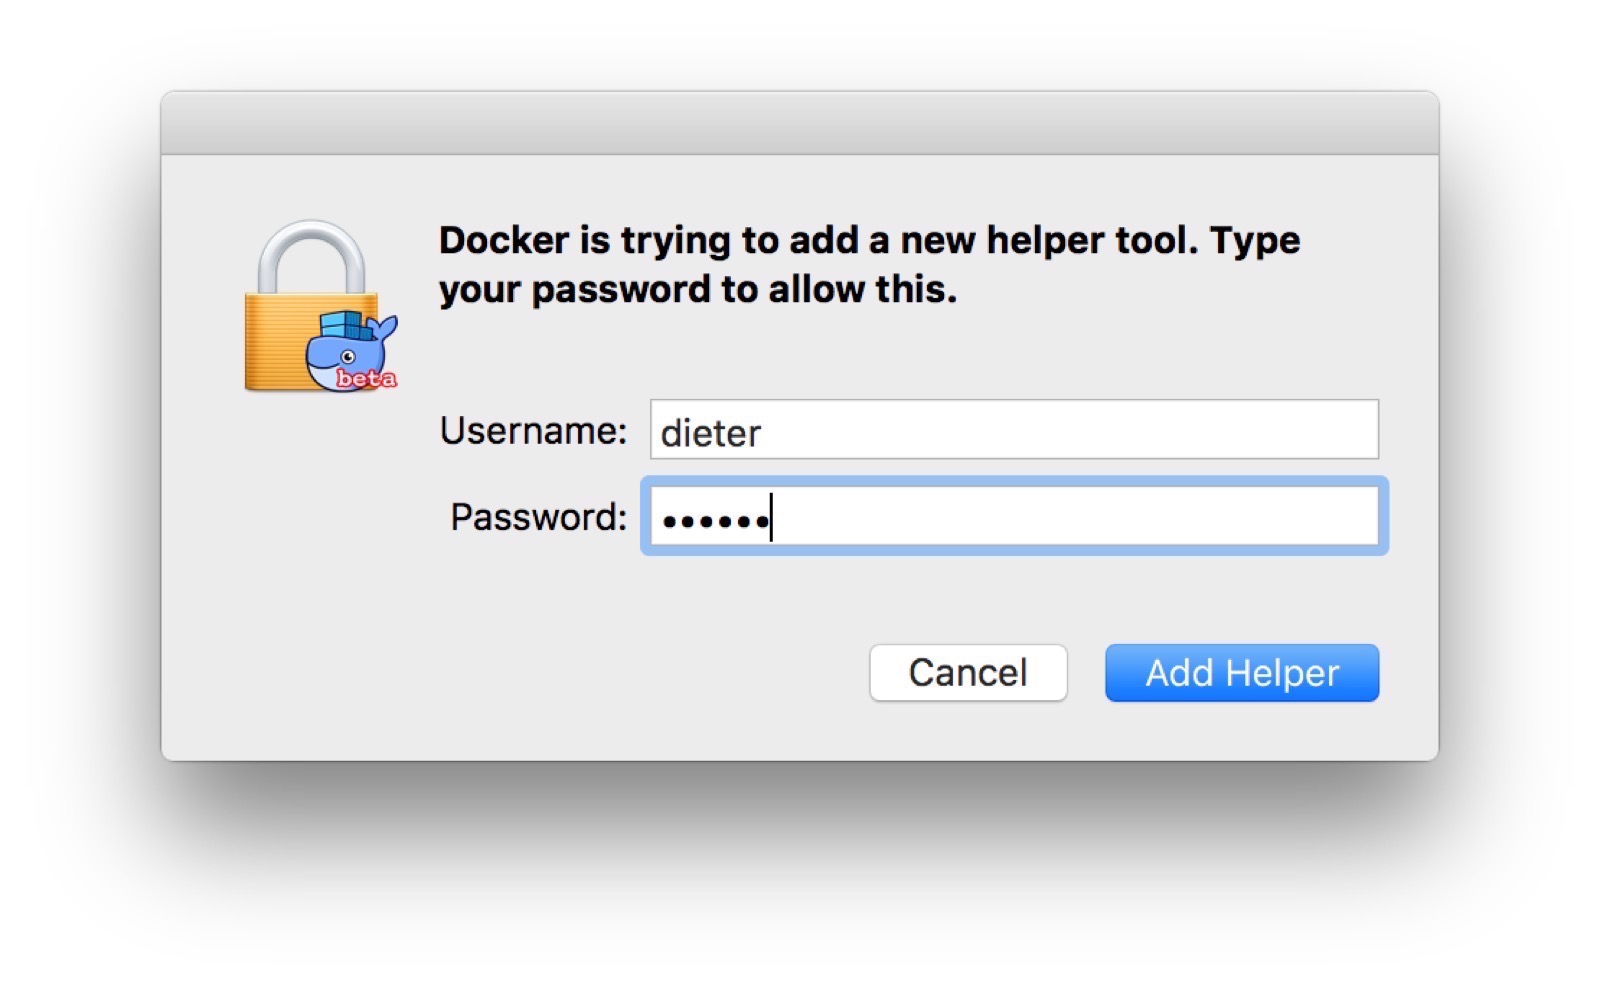 Docker is trying to add a new helper tool. Type
your password to allow this.
beta
Username: dieter
Password: ••••••
Cancel Add Helper